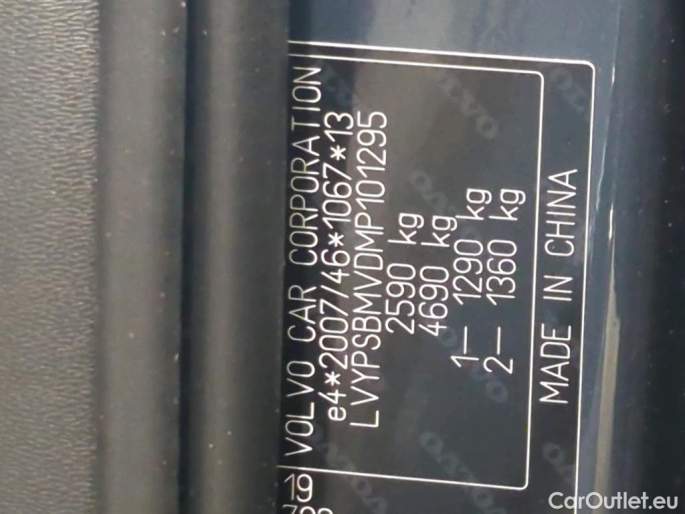 VOLVO CAR CORPORATION
e4*2007/46*1067*13
LVYPSBMVDMP101295
2590 kg
4690 kg
1– 1290 kg
2– 1360 kg
MADE IN CHINA
19
VOLVO
CarOutlet.eu